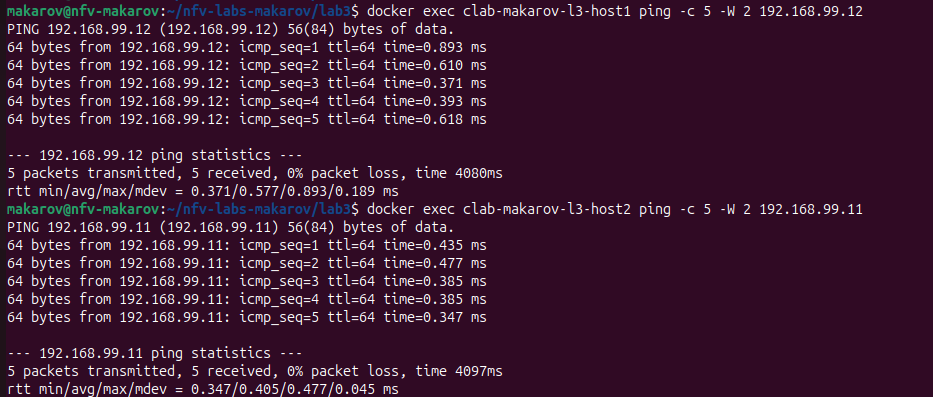 makarov@nfv-makarov:~/nfv-labs-makarov/lab3$ docker exec clab-makarov-l3-host1 ping -c 5 -W 2 192.168.99.12
PING 192.168.99.12 (192.168.99.12) 56(84) bytes of data.
64 bytes from 192.168.99.12: icmp_seq=1 ttl=64 time=0.893 ms
64 bytes from 192.168.99.12: icmp_seq=2 ttl=64 time=0.610 ms
64 bytes from 192.168.99.12: icmp_seq=3 ttl=64 time=0.371 ms
64 bytes from 192.168.99.12: icmp_seq=4 ttl=64 time=0.393 ms
64 bytes from 192.168.99.12: icmp_seq=5 ttl=64 time=0.618 ms

--- 192.168.99.12 ping statistics ---
5 packets transmitted, 5 received, 0% packet loss, time 4080ms
rtt min/avg/max/mdev = 0.371/0.577/0.893/0.189 ms
makarov@nfv-makarov:~/nfv-labs-makarov/lab3$ docker exec clab-makarov-l3-host2 ping -c 5 -W 2 192.168.99.11
PING 192.168.99.11 (192.168.99.11) 56(84) bytes of data.
64 bytes from 192.168.99.11: icmp_seq=1 ttl=64 time=0.435 ms
64 bytes from 192.168.99.11: icmp_seq=2 ttl=64 time=0.477 ms
64 bytes from 192.168.99.11: icmp_seq=3 ttl=64 time=0.385 ms
64 bytes from 192.168.99.11: icmp_seq=4 ttl=64 time=0.385 ms
64 bytes from 192.168.99.11: icmp_seq=5 ttl=64 time=0.347 ms

--- 192.168.99.11 ping statistics ---
5 packets transmitted, 5 received, 0% packet loss, time 4097ms
rtt min/avg/max/mdev = 0.347/0.405/0.477/0.045 ms